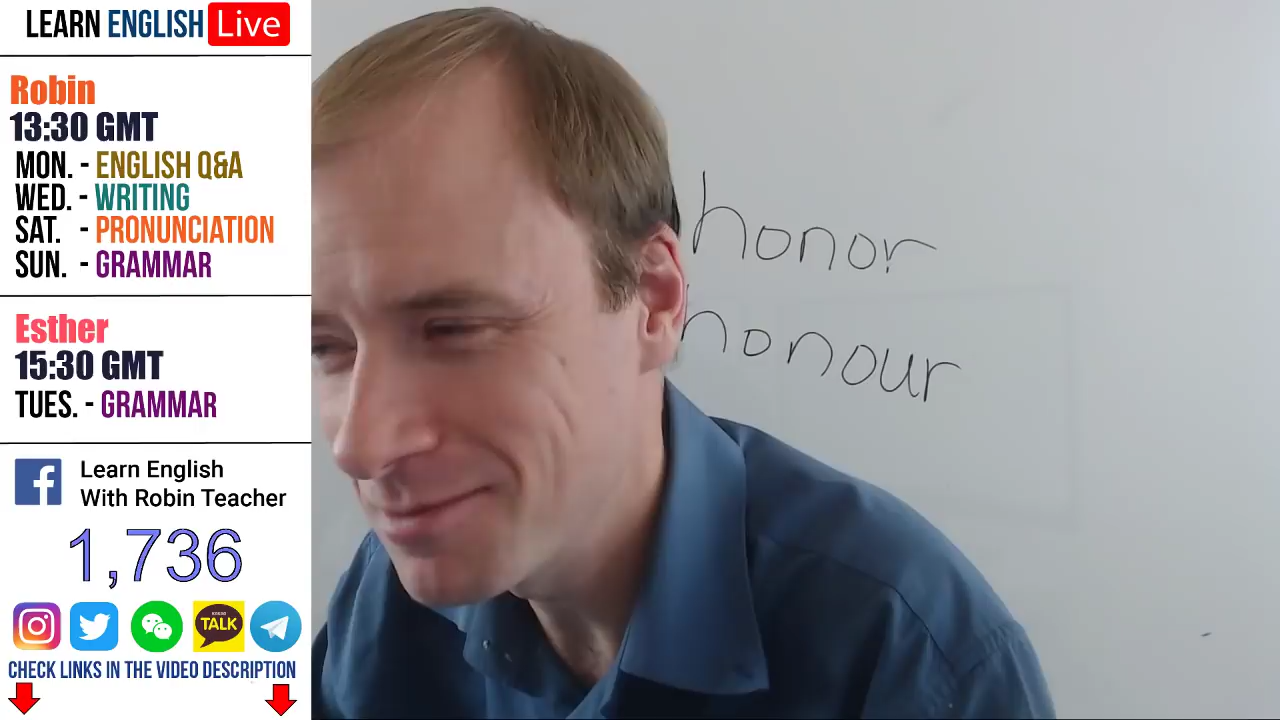 LEARN ENGLISH Live
Robin
13:30 GMT
MON. - ENGLISH Q&A
WED. - WRITING
SAT. - PRONUNCIATION
SUN. - GRAMMAR
Esther
15:30 GMT
TUES. - GRAMMAR
f Learn English
With Robin Teacher
1,736
TALK
CHECK LINKS IN THE VIDEO DESCRIPTION
honor
honour